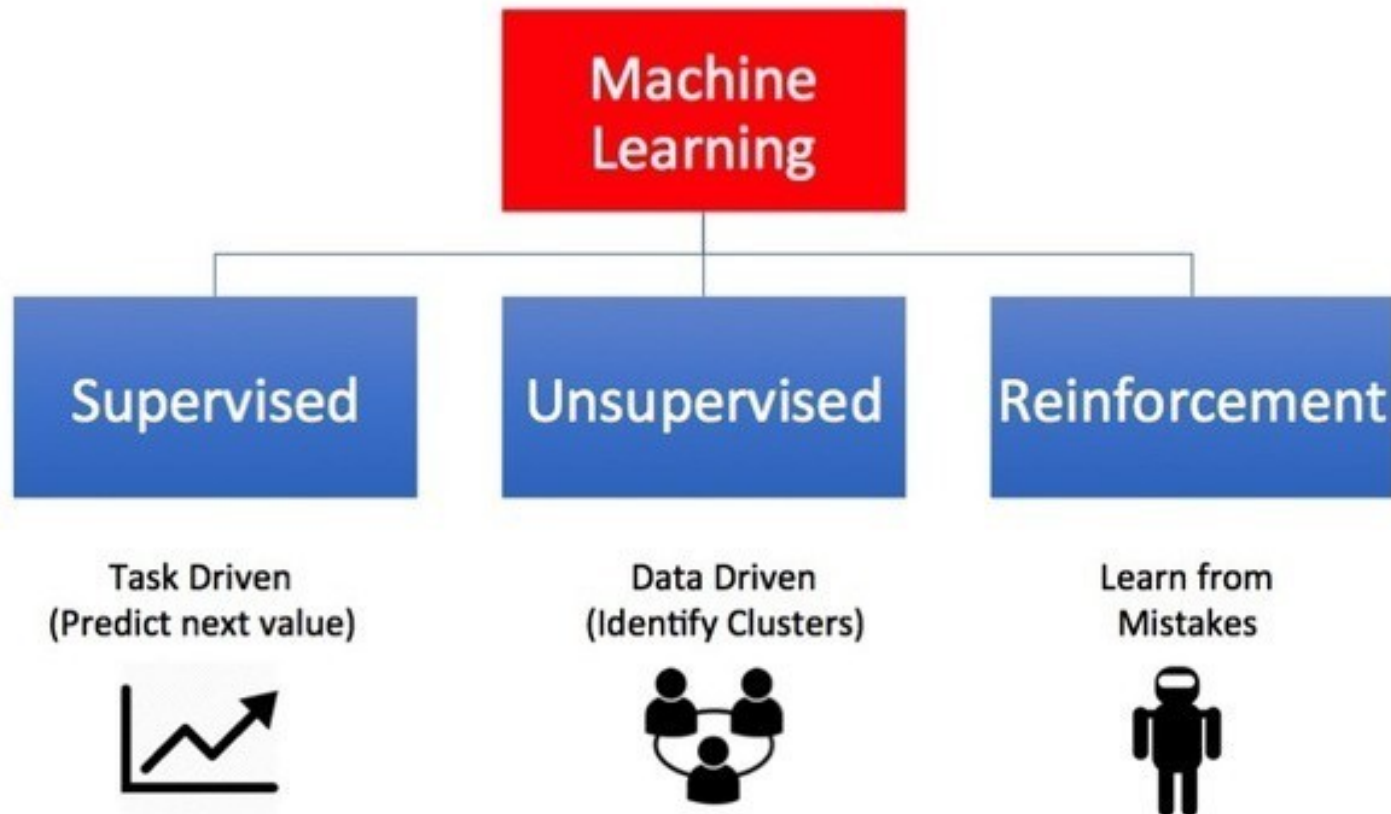 Machine
Learning
Supervised
Unsupervised
Reinforcement
Task Driven
(Predict next value)
Data Driven
(Identify Clusters)
Learn from
Mistakes